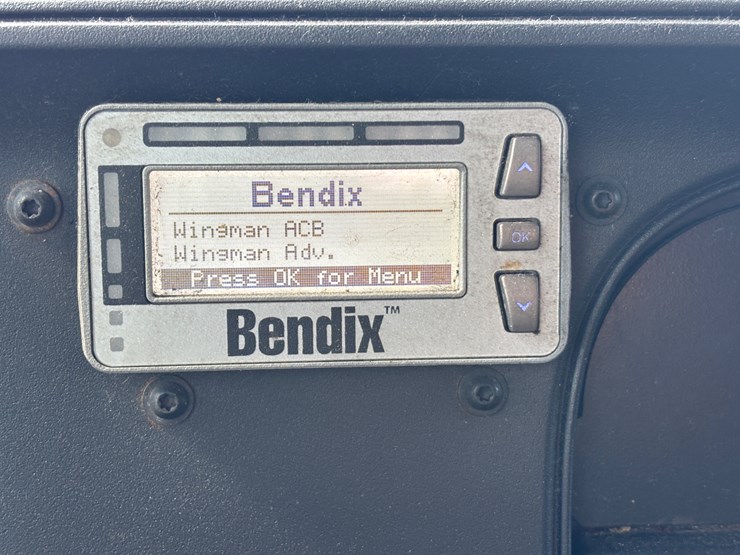 Bendix
Wingman ACB
Wingman Adv.
Press OK for Menu
OK
Bendix™